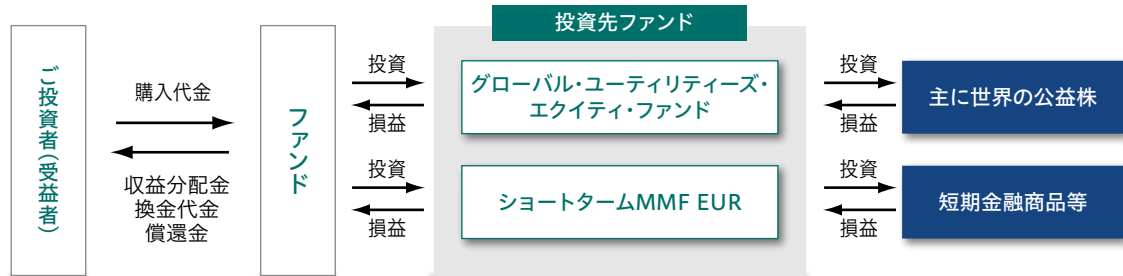 投資先ファンド
ご投資者(受益者)
購入代金
収益分配金
換金代金
償還金
ファンド
投資
損益
グローバル・ユーティリティーズ・
エクイティ・ファンド
投資
損益
主に世界の公益株
投資
損益
ショートタームMMF EUR
投資
損益
短期金融商品等